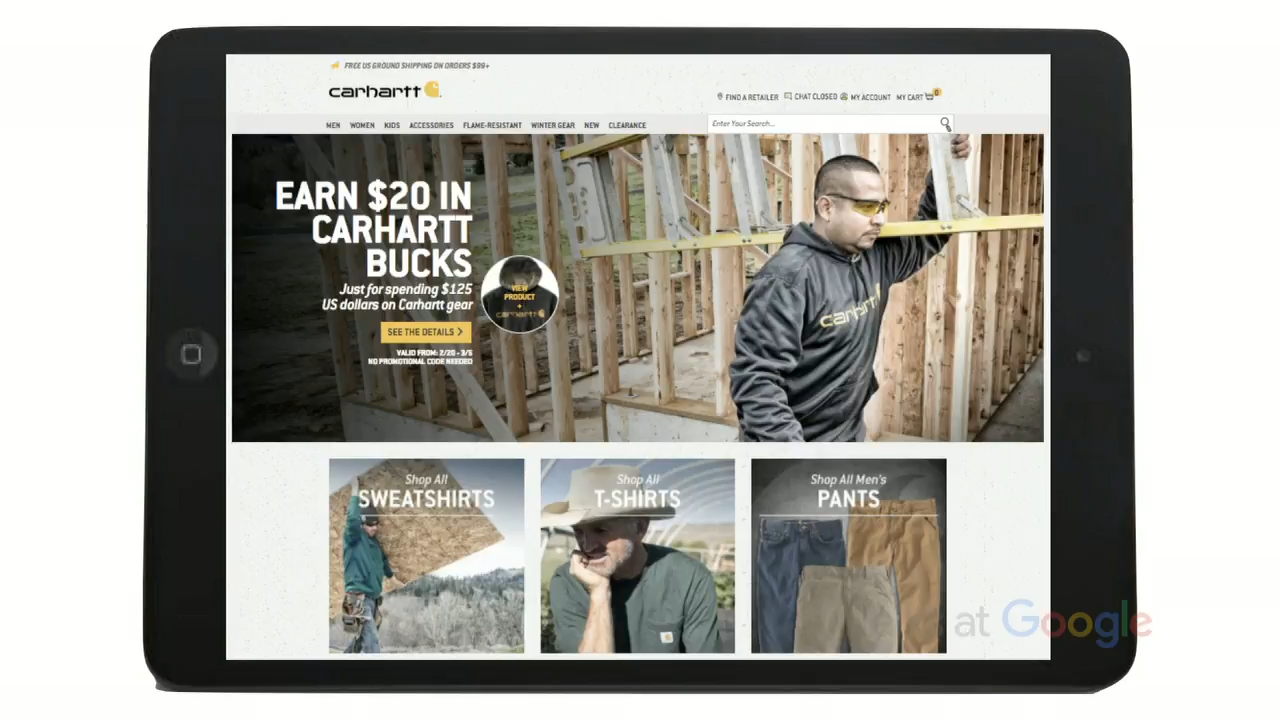 FREE US GROUND SHIPPING ON ORDERS $99+
carhartt
FIND A RETAILER CHAT CLOSED MY ACCOUNT MY CART 0
MEN WOMEN KIDS ACCESSORIES FLAME-RESISTANT WINTER GEAR NEW CLEARANCE
Enter Your Search...
EARN $20 IN
CARHARTT
BUCKS
Just for spending $125
US dollars on Carhartt gear
SEE THE DETAILS >
VALID FROM: 2/20 - 3/5
NO PROMOTIONAL CODE NEEDED
VIEW
PRODUCT
+
carhartt
carhartt
Shop All
SWEATSHIRTS
Shop All
T-SHIRTS
Shop All Men's
PANTS
at Google